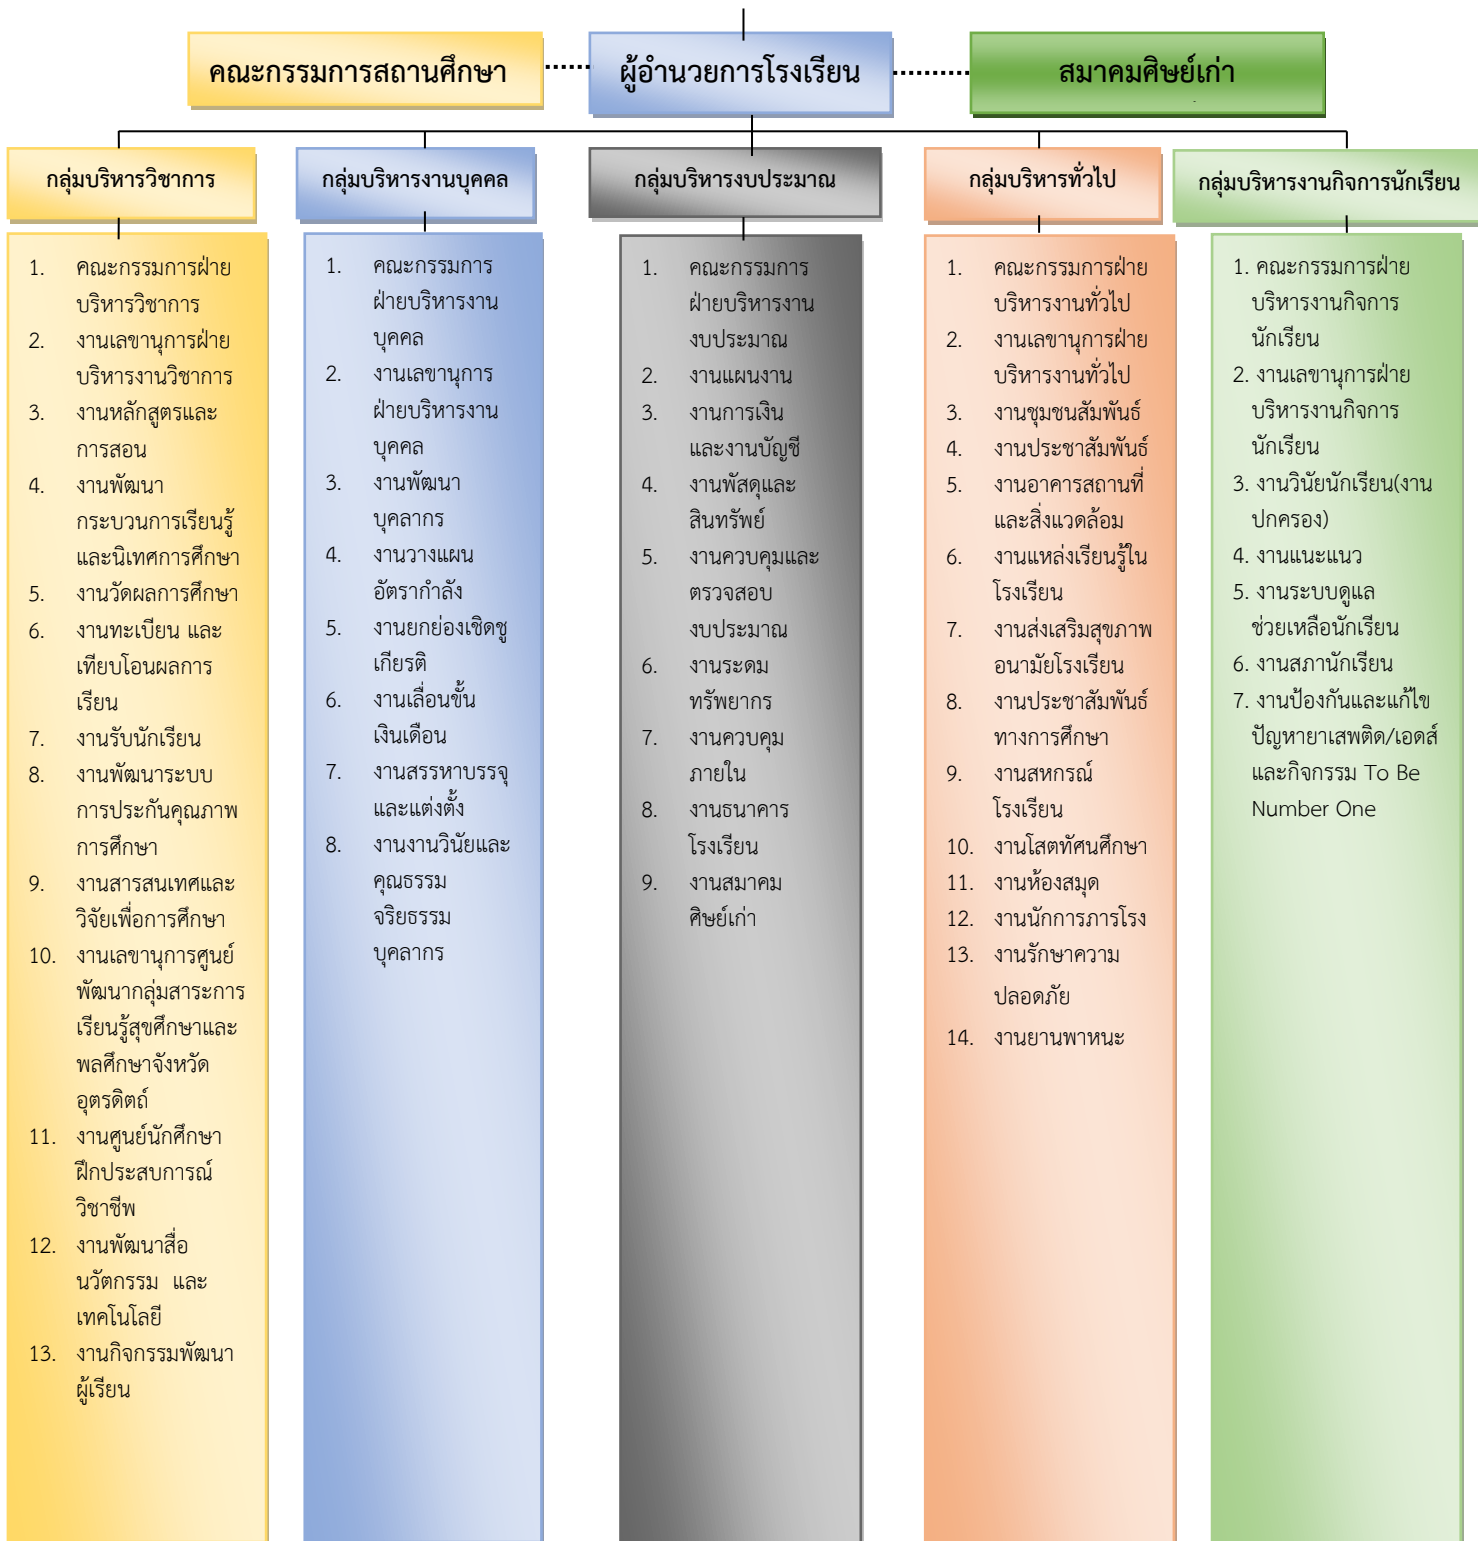 คณะกรรมการสถานศึกษา
ผู้อำนวยการโรงเรียน
สมาคมศิษย์เก่า
กลุ่มบริหารวิชาการ
กลุ่มบริหารงานบุคคล
กลุ่มบริหารงบประมาณ
กลุ่มบริหารทั่วไป
กลุ่มบริหารงานกิจการนักเรียน
1. คณะกรรมการฝ่าย
บริหารวิชาการ
2. งานเลขานุการฝ่าย
บริหารงานวิชาการ
3. งานหลักสูตรและ
การสอน
4. งานพัฒนา
กระบวนการเรียนรู้
และนิเทศการศึกษา
5. งานวัดผลการศึกษา
6. งานทะเบียน และ
เทียบโอนผลการ
เรียน
7. งานรับนักเรียน
8. งานพัฒนาระบบ
การประกันคุณภาพ
การศึกษา
9. งานสารสนเทศและ
วิจัยเพื่อการศึกษา
10. งานเลขานุการศูนย์
พัฒนากลุ่มสาระการ
เรียนรู้สุขศึกษาและ
พลศึกษาจังหวัด
อุตรดิตถ์
11. งานศูนย์นักศึกษา
ฝึกประสบการณ์
วิชาชีพ
12. งานพัฒนาสื่อ
นวัตกรรม และ
เทคโนโลยี
13. งานกิจกรรมพัฒนา
ผู้เรียน
1. คณะกรรมการ
ฝ่ายบริหารงาน
บุคคล
2. งานเลขานุการ
ฝ่ายบริหารงาน
บุคคล
3. งานพัฒนา
บุคลากร
4. งานวางแผน
อัตรากำลัง
5. งานยกย่องเชิดชู
เกียรติ
6. งานเลื่อนขั้น
เงินเดือน
7. งานสรรหาบรรจุ
และแต่งตั้ง
8. งานงานวินัยและ
คุณธรรม
จริยธรรม
บุคลากร
1. คณะกรรมการ
ฝ่ายบริหารงาน
งบประมาณ
2. งานแผนงาน
3. งานการเงิน
และงานบัญชี
4. งานพัสดุและ
สินทรัพย์
5. งานควบคุมและ
ตรวจสอบ
งบประมาณ
6. งานระดม
ทรัพยากร
7. งานควบคุม
ภายใน
8. งานธนาคาร
โรงเรียน
9. งานสมาคม
ศิษย์เก่า
1. คณะกรรมการฝ่าย
บริหารงานทั่วไป
2. งานเลขานุการฝ่าย
บริหารงานทั่วไป
3. งานชุมชนสัมพันธ์
4. งานประชาสัมพันธ์
5. งานอาคารสถานที่
และสิ่งแวดล้อม
6. งานแหล่งเรียนรู้ใน
โรงเรียน
7. งานส่งเสริมสุขภาพ
อนามัยโรงเรียน
8. งานประชาสัมพันธ์
ทางการศึกษา
9. งานสหกรณ์
โรงเรียน
10. งานโสตทัศนศึกษา
11. งานห้องสมุด
12. งานนักการภารโรง
13. งานรักษาความ
ปลอดภัย
14. งานยานพาหนะ
1. คณะกรรมการฝ่าย
บริหารงานกิจการ
นักเรียน
2. งานเลขานุการฝ่าย
บริหารงานกิจการ
นักเรียน
3. งานวินัยนักเรียน(งาน
ปกครอง)
4. งานแนะแนว
5. งานระบบดูแล
ช่วยเหลือนักเรียน
6. งานสภานักเรียน
7. งานป้องกันและแก้ไข
ปัญหายาเสพติด/เอดส์
และกิจกรรม To Be
Number One